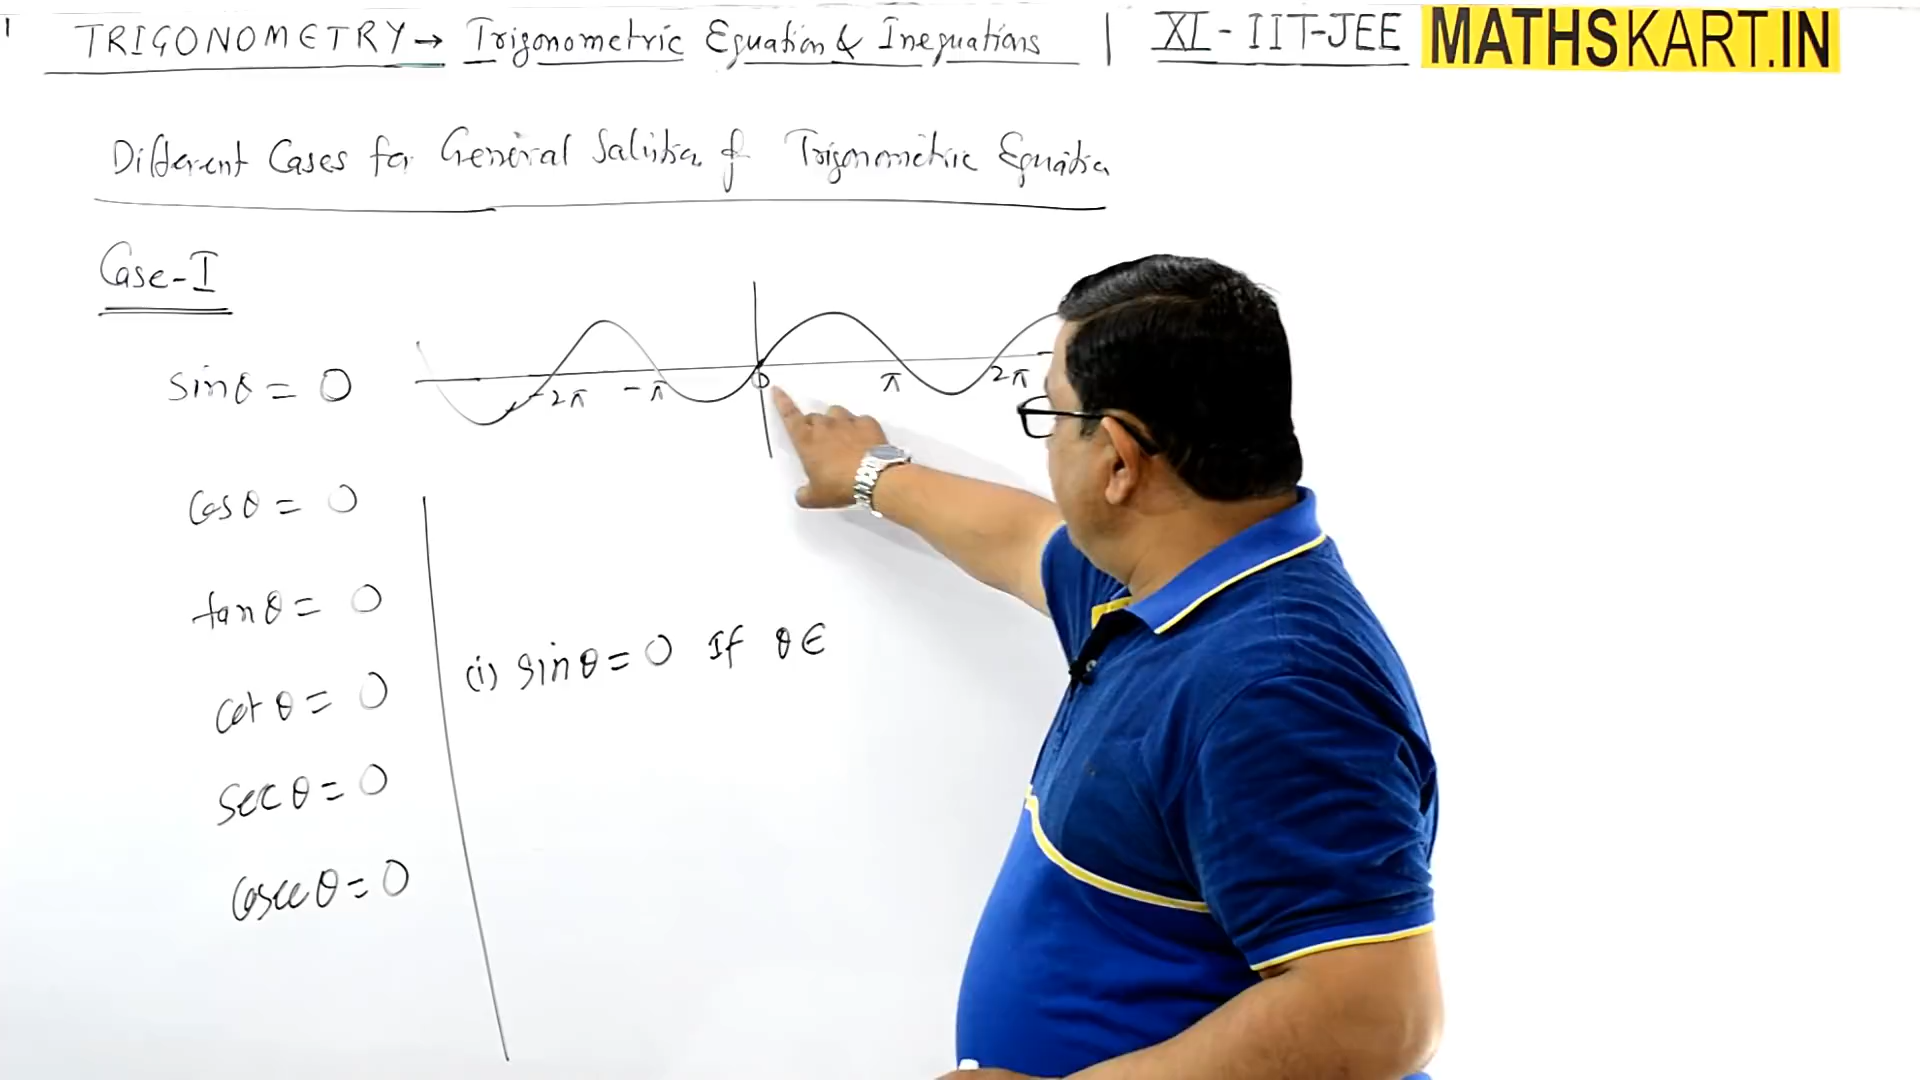 TRIGONOMETRY → Trigonometric Equation & Inequations | XI - IIT-JEE MATHSKART.IN
Different Cases for General Solution of Trigonometric Equation
Case-I
sinθ = 0
-2π -π 0 π 2π
cosθ = 0
tanθ = 0
(i) sinθ = 0 If θ ∈
cotθ = 0
secθ = 0
cosecθ = 0